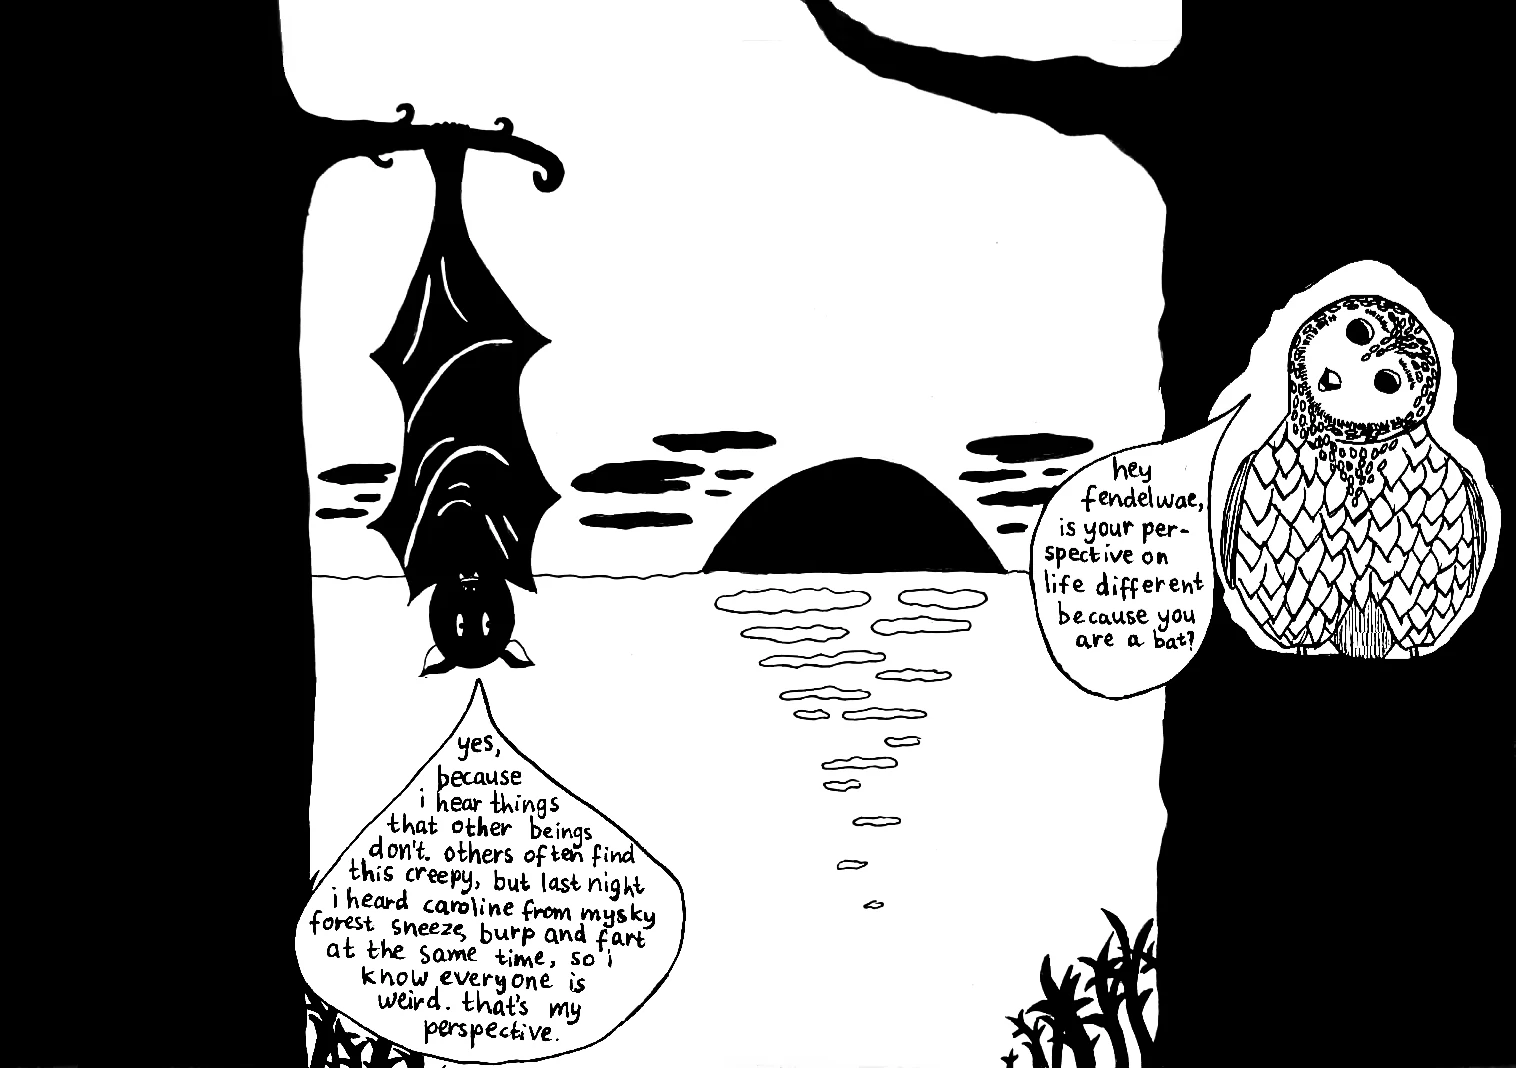 hey
fendelwae,
is your per-
spective on
life different
because you
are a bat?
yes,
because
i hear things
that other beings
don't. others often find
this creepy, but last night
i heard caroline from mysky
forest sneeze, burp and fart
at the same time, so i
know everyone is
weird. that's my
perspective.